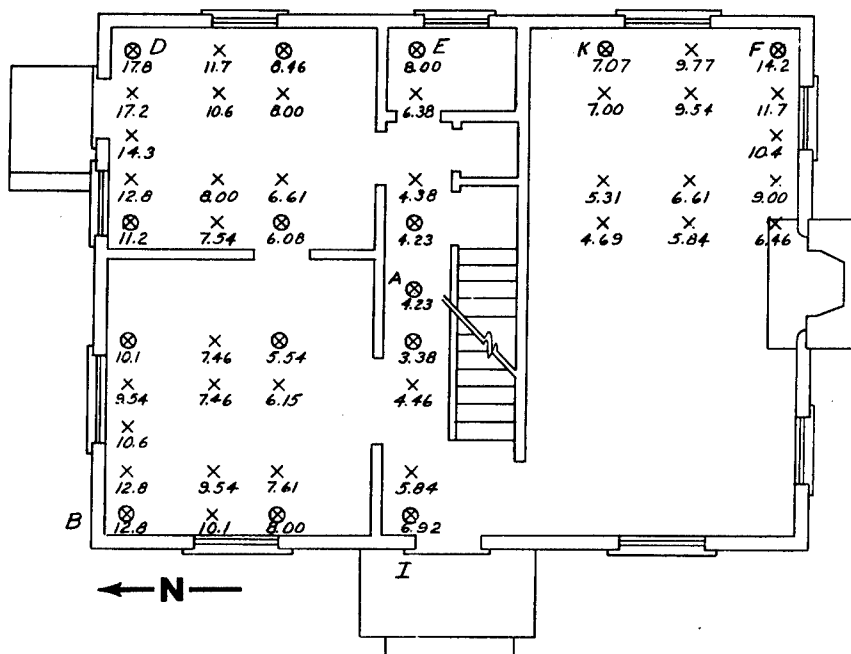 D E K F
17.8 11.7 8.46 8.00 7.07 9.77 14.2
17.2 10.6 8.00 6.38 7.00 9.54 11.7
14.3 10.4
12.8 8.00 6.61 4.38 5.31 6.61 9.00
11.2 7.54 6.08 4.23 4.69 5.84 6.46
A
4.23
10.1 7.46 5.54 3.38
9.54 7.46 6.15 4.46
10.6
12.8 9.54 7.61 5.84
B 12.8 10.1 8.00 6.92
I
N